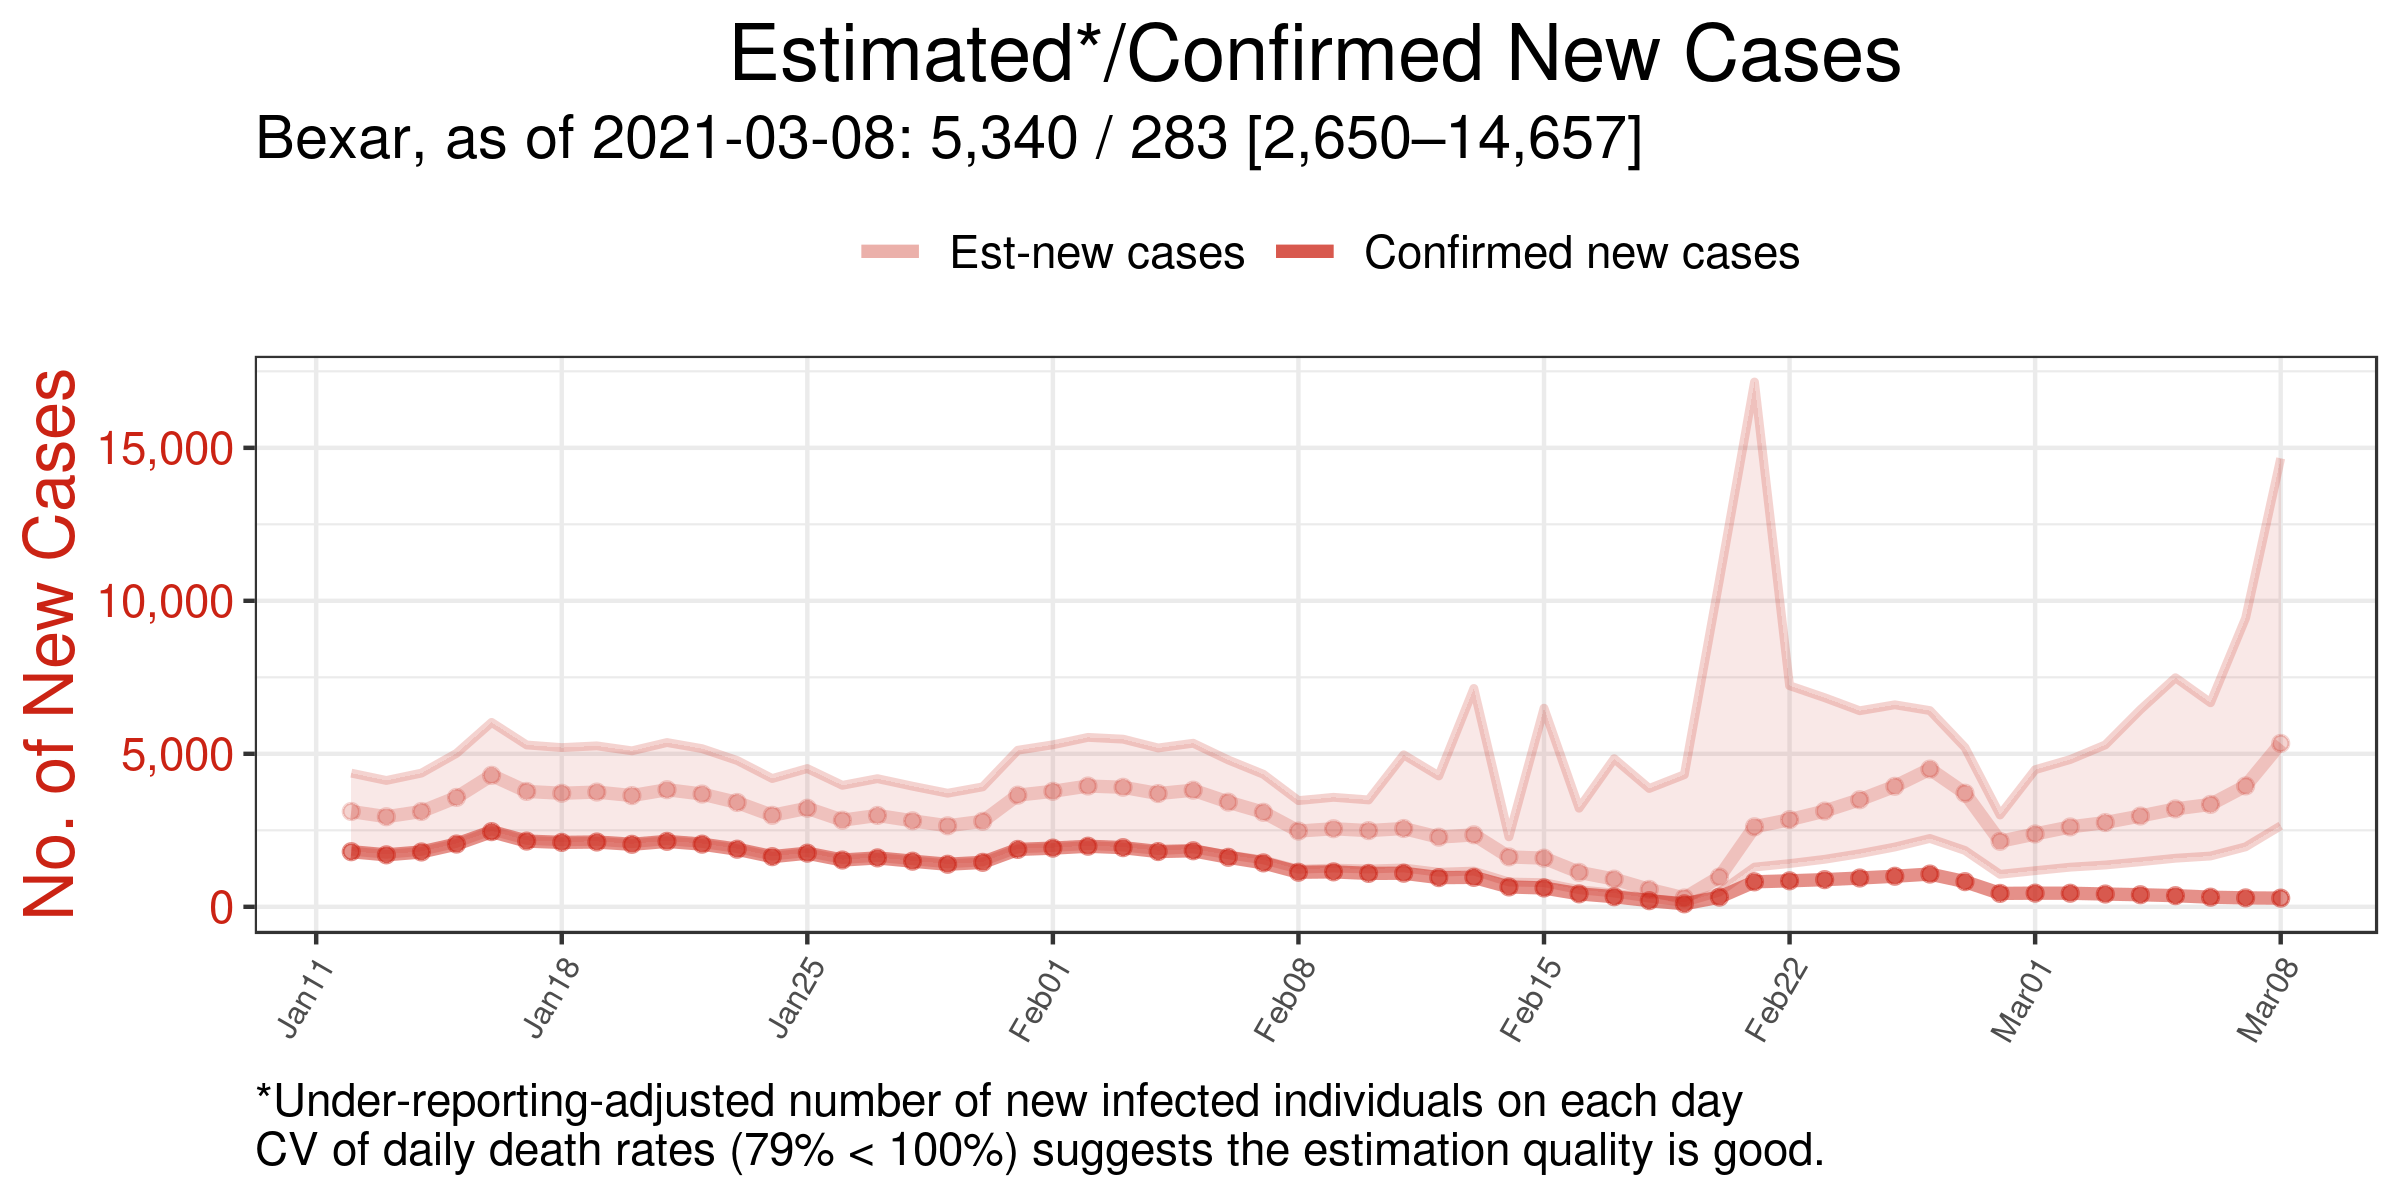 Estimated*/Confirmed New Cases
Bexar, as of 2021-03-08: 5,340 / 283 [2,650–14,657]
Est-new cases Confirmed new cases
No. of New Cases
15,000
10,000
5,000
0
Jan11 Jan18 Jan25 Feb01 Feb08 Feb15 Feb22 Mar01 Mar08
*Under-reporting-adjusted number of new infected individuals on each day
CV of daily death rates (79% < 100%) suggests the estimation quality is good.